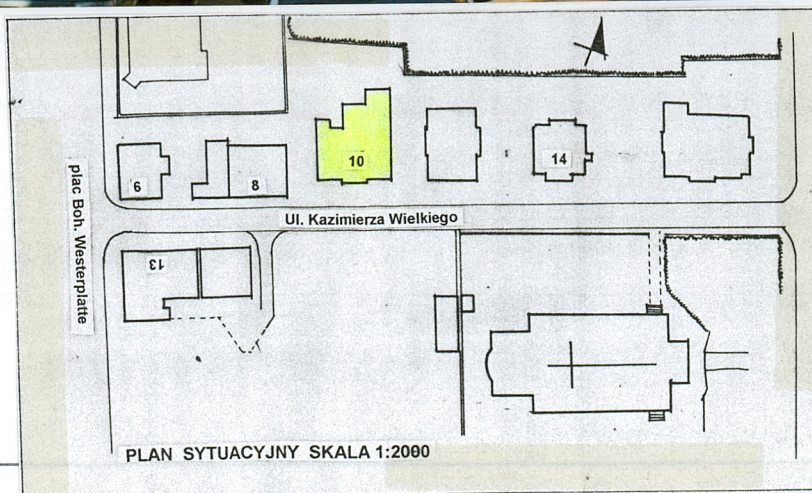 10
14
6
8
Ul. Kazimierza Wielkiego
plac Boh. Westerplatte
13
PLAN SYTUACYJNY SKALA 1:2000